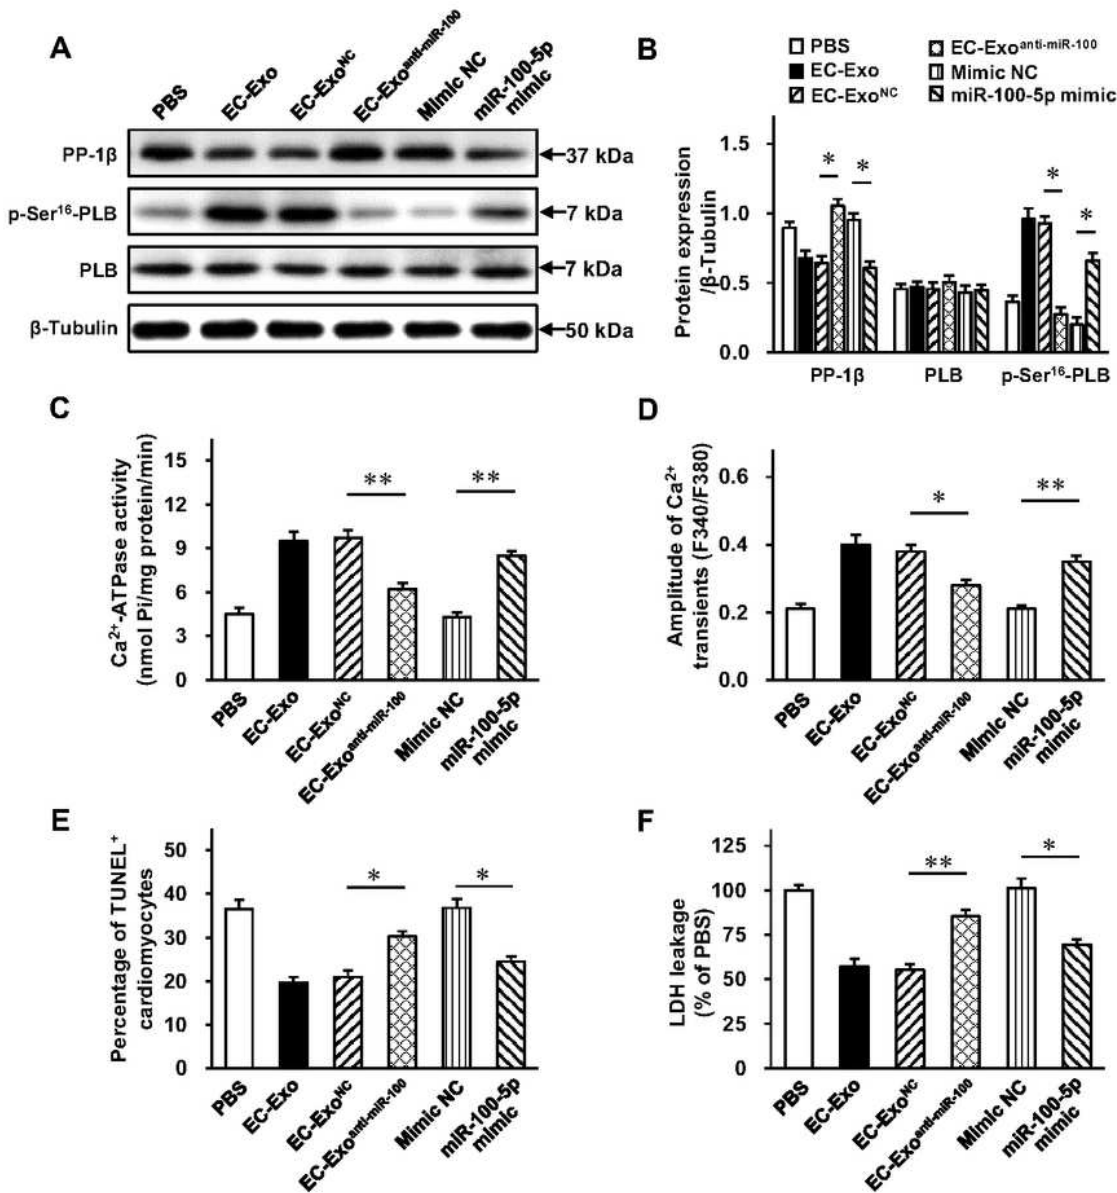 A
PBS
EC-Exo
EC-Exo^NC
EC-Exo^anti-miR-100
Mimic NC
miR-100-5p
mimic
PP-1β
37 kDa
p-Ser^16-PLB
7 kDa
PLB
7 kDa
β-Tubulin
50 kDa
B
PBS
EC-Exo
EC-Exo^NC
EC-Exo^anti-miR-100
Mimic NC
miR-100-5p mimic
Protein expression
/β-Tubulin
1.5
1.0
0.5
0.0
* * * *
PP-1β
PLB
p-Ser^16-PLB
C
Ca^2+-ATPase activity
(nmol Pi/mg protein/min)
15
12
9
6
3
0
** **
PBS
EC-Exo
EC-Exo^NC
EC-Exo^anti-miR-100
Mimic NC
miR-100-5p
mimic
D
Amplitude of Ca^2+
transients (F340/F380)
0.6
0.4
0.2
0.0
* **
PBS
EC-Exo
EC-Exo^NC
EC-Exo^anti-miR-100
Mimic NC
miR-100-5p
mimic
E
Percentage of TUNEL^+
cardiomyocytes
50
40
30
20
10
0
* *
PBS
EC-Exo
EC-Exo^NC
EC-Exo^anti-miR-100
Mimic NC
miR-100-5p
mimic
F
LDH leakage
(% of PBS)
125
100
75
50
25
0
** *
PBS
EC-Exo
EC-Exo^NC
EC-Exo^anti-miR-100
Mimic NC
miR-100-5p
mimic